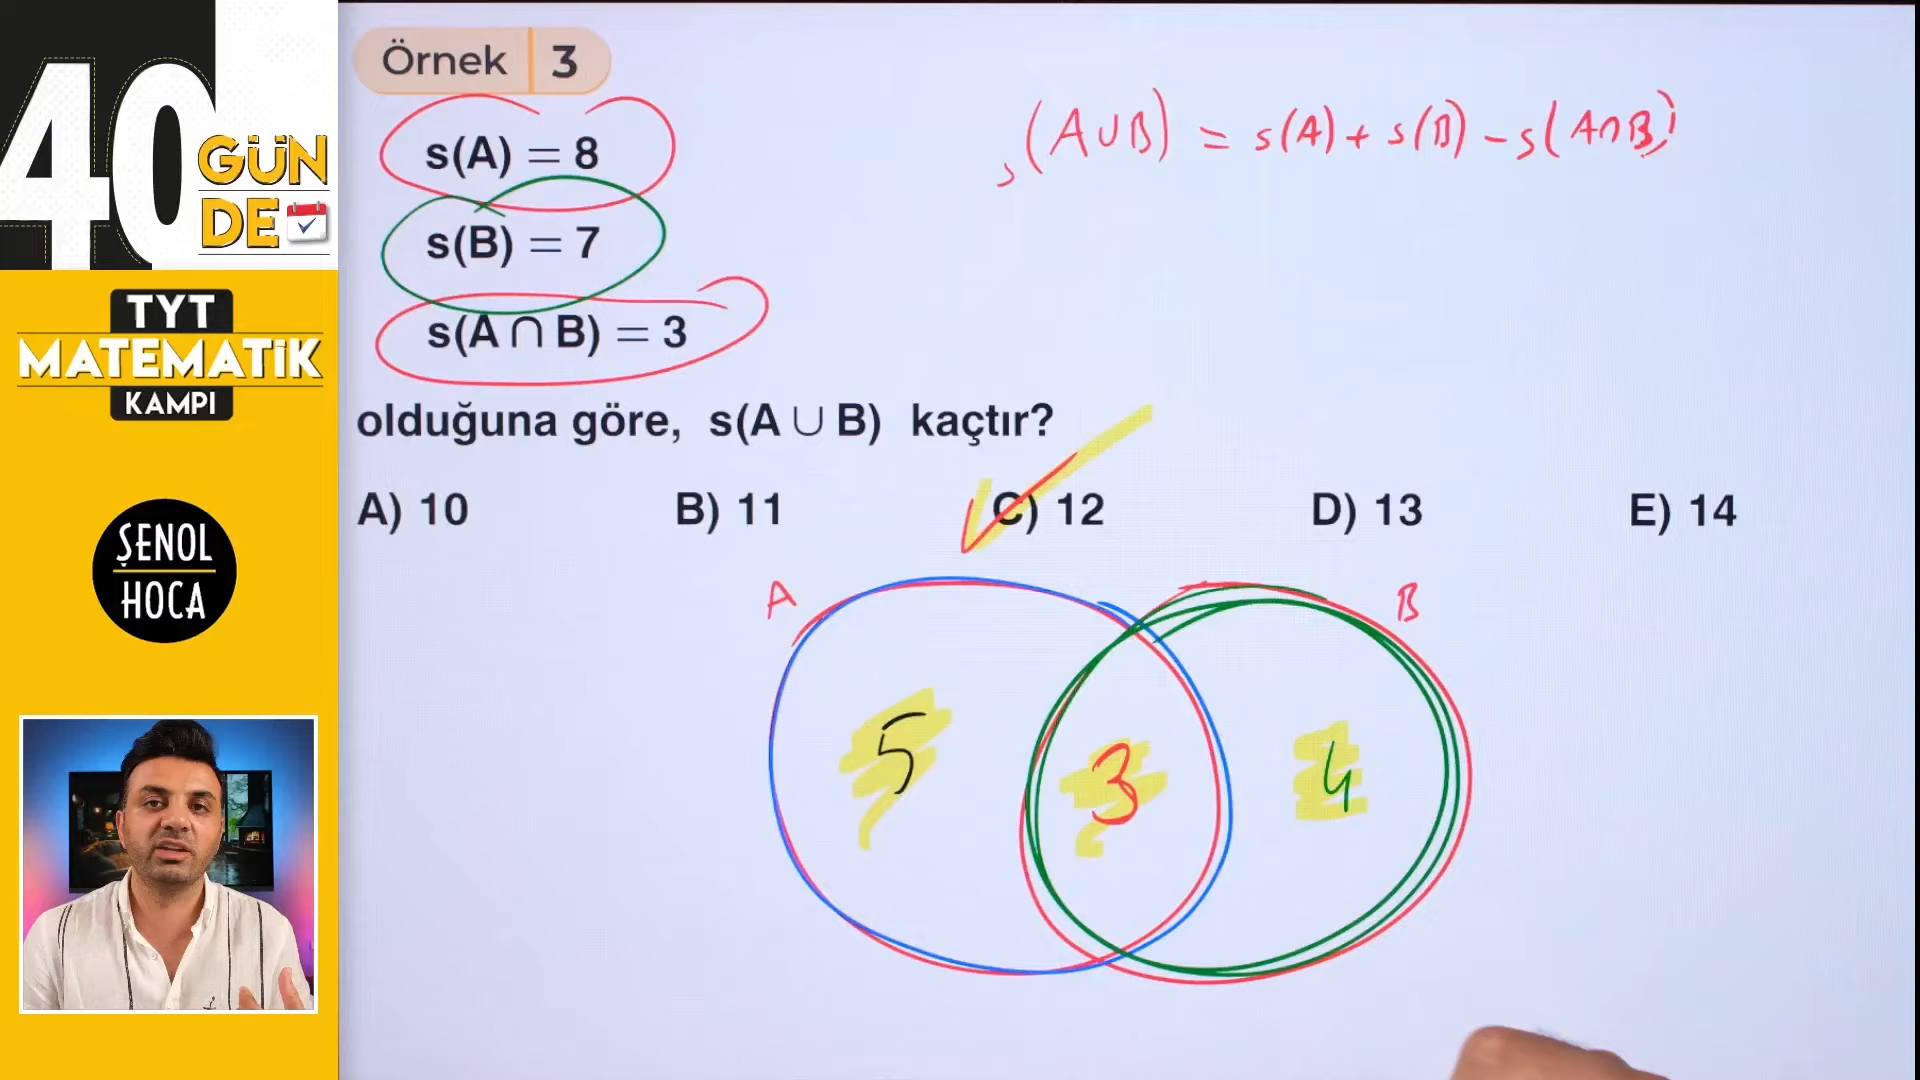 40
GÜN
DE
TYT
MATEMATİK
KAMPI
ŞENOL
HOCA
Örnek 3
s(A) = 8
s(B) = 7
s(A ∩ B) = 3
s(A∪B) = s(A) + s(B) - s(A∩B)
olduğuna göre, s(A ∪ B) kaçtır?
A) 10 B) 11 C) 12 D) 13 E) 14
A B
5 3 4